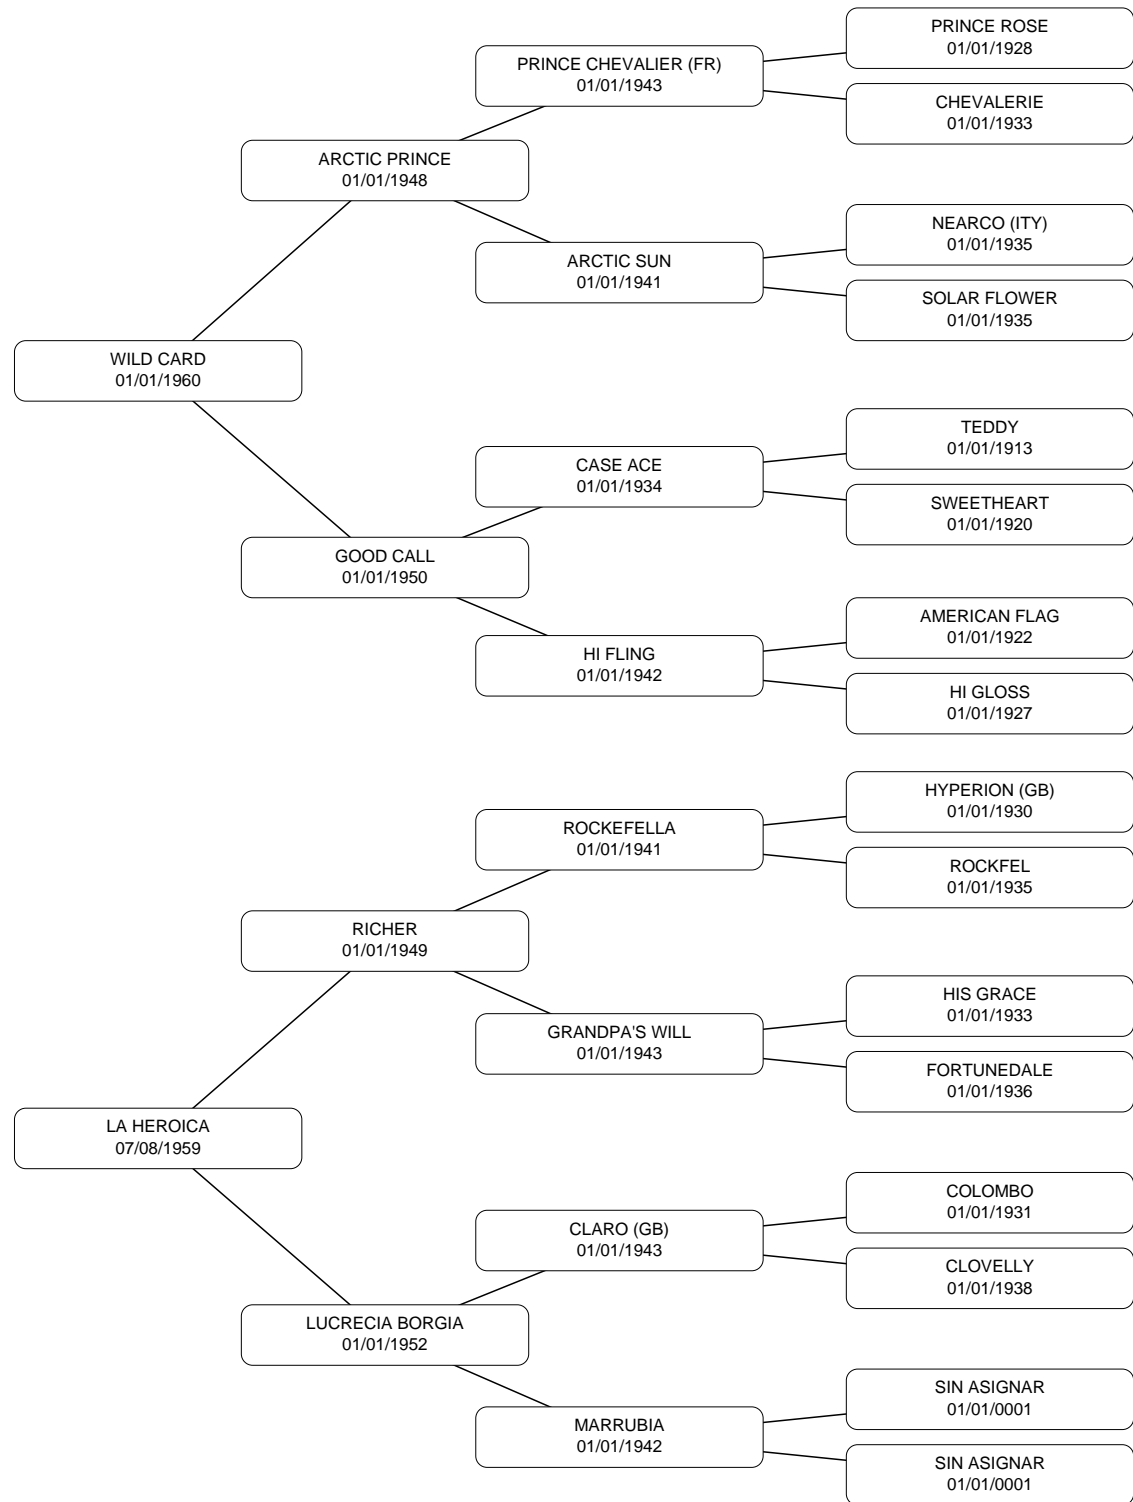 PRINCE ROSE
01/01/1928
PRINCE CHEVALIER (FR)
01/01/1943
CHEVALERIE
01/01/1933
ARCTIC PRINCE
01/01/1948
NEARCO (ITY)
01/01/1935
ARCTIC SUN
01/01/1941
SOLAR FLOWER
01/01/1935
WILD CARD
01/01/1960
TEDDY
01/01/1913
CASE ACE
01/01/1934
SWEETHEART
01/01/1920
GOOD CALL
01/01/1950
AMERICAN FLAG
01/01/1922
HI FLING
01/01/1942
HI GLOSS
01/01/1927
HYPERION (GB)
01/01/1930
ROCKEFELLA
01/01/1941
ROCKFEL
01/01/1935
RICHER
01/01/1949
HIS GRACE
01/01/1933
GRANDPA'S WILL
01/01/1943
FORTUNEDALE
01/01/1936
LA HEROICA
07/08/1959
COLOMBO
01/01/1931
CLARO (GB)
01/01/1943
CLOVELLY
01/01/1938
LUCRECIA BORGIA
01/01/1952
SIN ASIGNAR
01/01/0001
MARRUBIA
01/01/1942
SIN ASIGNAR
01/01/0001